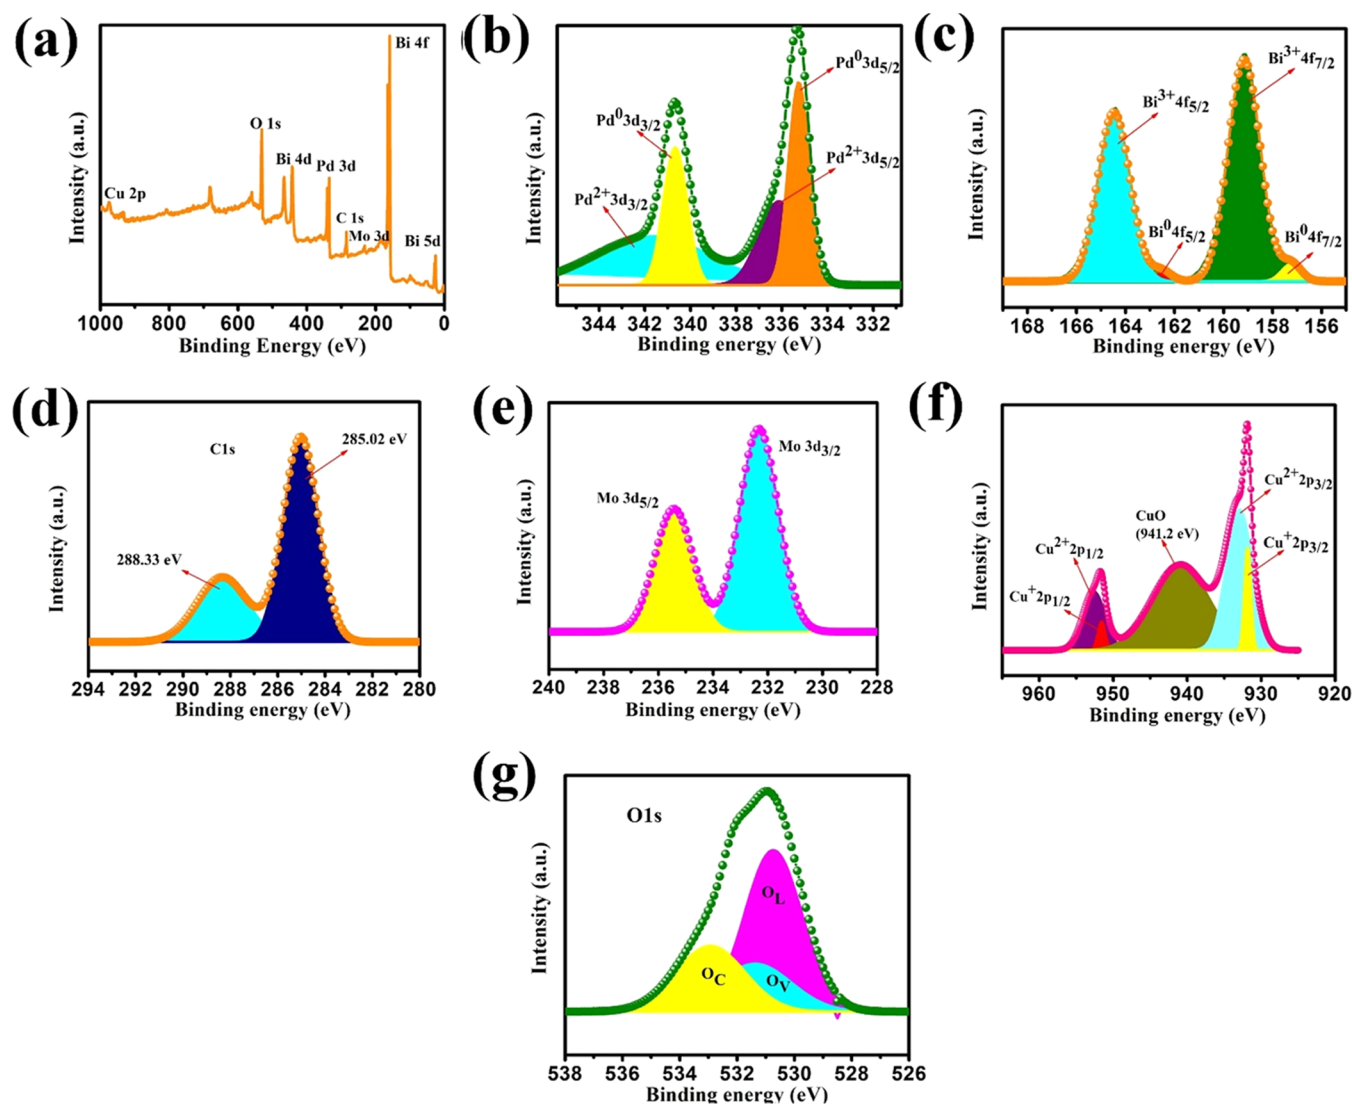 (a)
Intensity (a.u.)
Cu 2p
O 1s
Bi 4d
Pd 3d
C 1s
Mo 3d
Bi 4f
Bi 5d
1000 800 600 400 200 0
Binding Energy (eV)
(b)
Intensity (a.u.)
Pd2+3d3/2
Pd03d3/2
Pd03d5/2
Pd2+3d5/2
344 342 340 338 336 334 332
Binding energy (eV)
(c)
Intensity (a.u.)
Bi3+4f5/2
Bi3+4f7/2
Bi04f5/2
Bi04f7/2
168 166 164 162 160 158 156
Binding energy (eV)
(d)
Intensity (a.u.)
C1s
285.02 eV
288.33 eV
294 292 290 288 286 284 282 280
Binding energy (eV)
(e)
Intensity (a.u.)
Mo 3d5/2
Mo 3d3/2
240 238 236 234 232 230 228
Binding energy (eV)
(f)
Intensity (a.u.)
Cu2+2p1/2
Cu+2p1/2
CuO
(941.2 eV)
Cu2+2p3/2
Cu+2p3/2
960 950 940 930 920
Binding energy (eV)
(g)
Intensity (a.u.)
O1s
OL
OC
OV
538 536 534 532 530 528 526
Binding energy (eV)